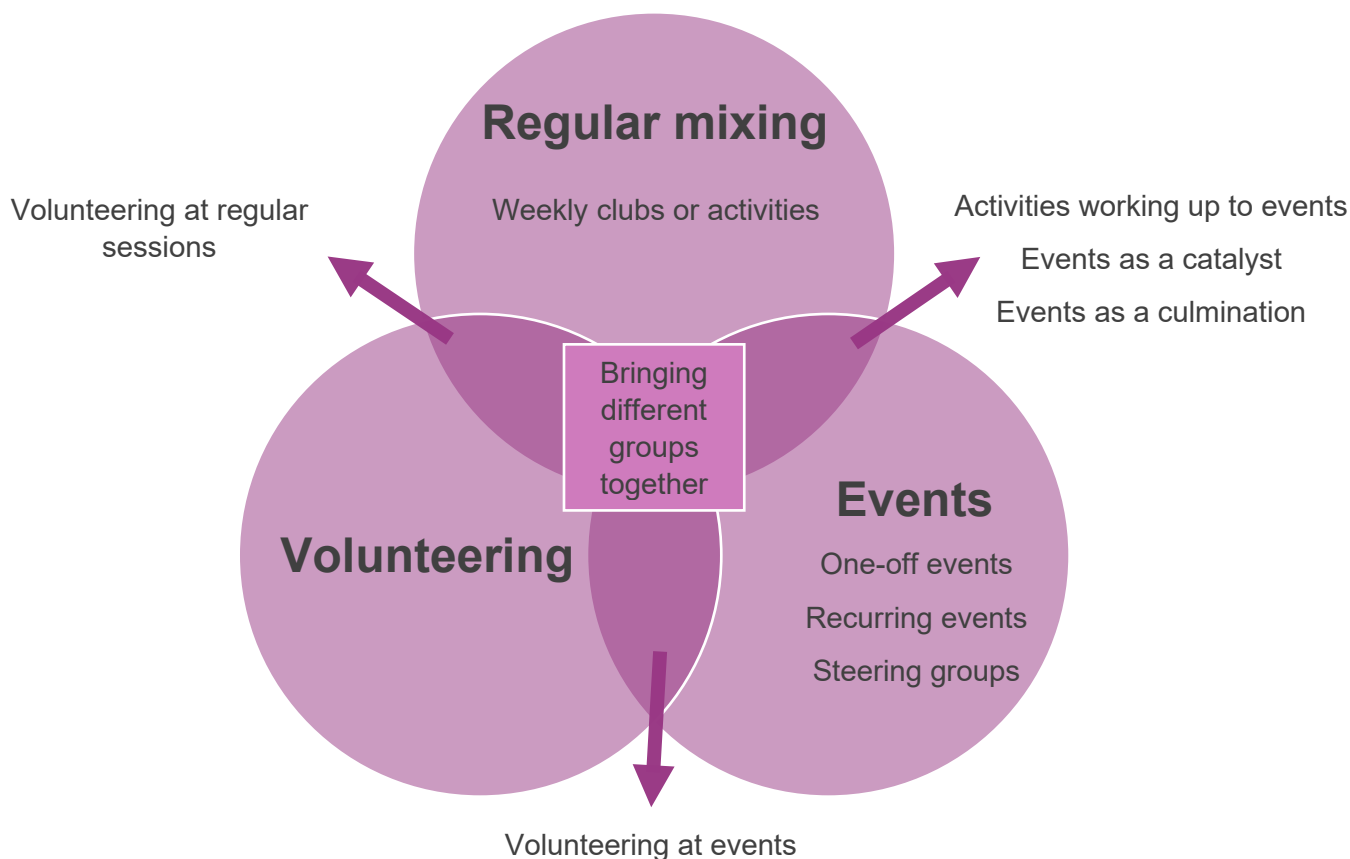 Regular mixing
Weekly clubs or activities
Volunteering at regular
sessions
Activities working up to events
Events as a catalyst
Events as a culmination
Bringing
different
groups
together
Volunteering
Events
One-off events
Recurring events
Steering groups
Volunteering at events